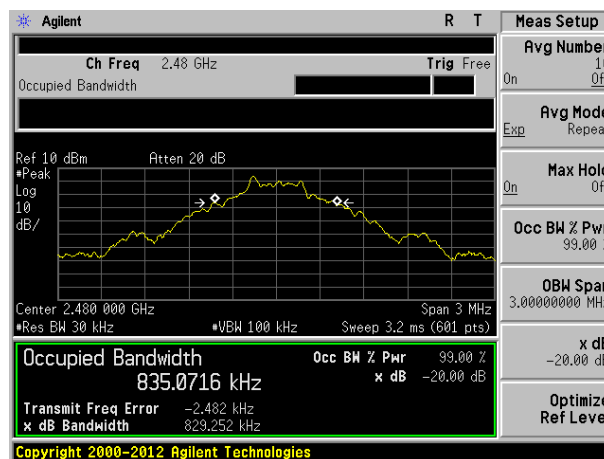 Agilent R T
Meas Setup
Ch Freq 2.48 GHz Trig Free
Occupied Bandwidth
Avg Number
On
Avg Mode
Exp
Max Hold
On
Occ BW % Pwr
99.00
OBW Span
3.00000000
x dB
-20.00
Optimize
Ref Level
Ref 10 dBm Atten 20 dB
#Peak
Log
10
dB/
Center 2.480 000 GHz Span 3 MHz
#Res BW 30 kHz #VBW 100 kHz Sweep 3.2 ms (601 pts)
Occupied Bandwidth Occ BW % Pwr 99.00 %
835.0716 kHz x dB -20.00 dB
Transmit Freq Error -2.482 kHz
x dB Bandwidth 829.252 kHz
Copyright 2000-2012 Agilent Technologies